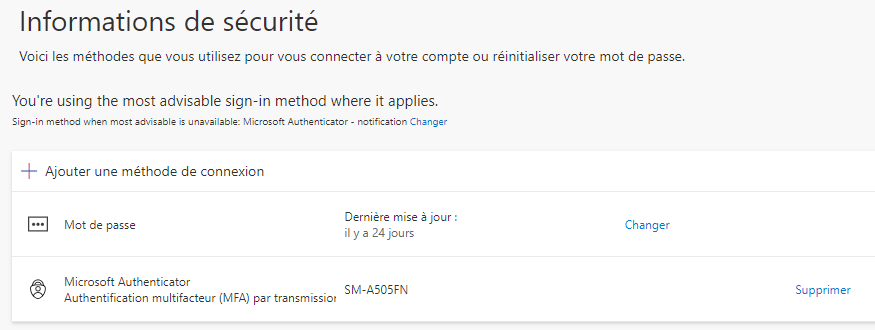 Informations de sécurité
Voici les méthodes que vous utilisez pour vous connecter à votre compte ou réinitialiser votre mot de passe.
You're using the most advisable sign-in method where it applies.
Sign-in method when most advisable is unavailable: Microsoft Authenticator - notification Changer
Ajouter une méthode de connexion
Mot de passe
Dernière mise à jour :
il y a 24 jours
Changer
Microsoft Authenticator
Authentification multifacteur (MFA) par transmission
SM-A505FN
Supprimer